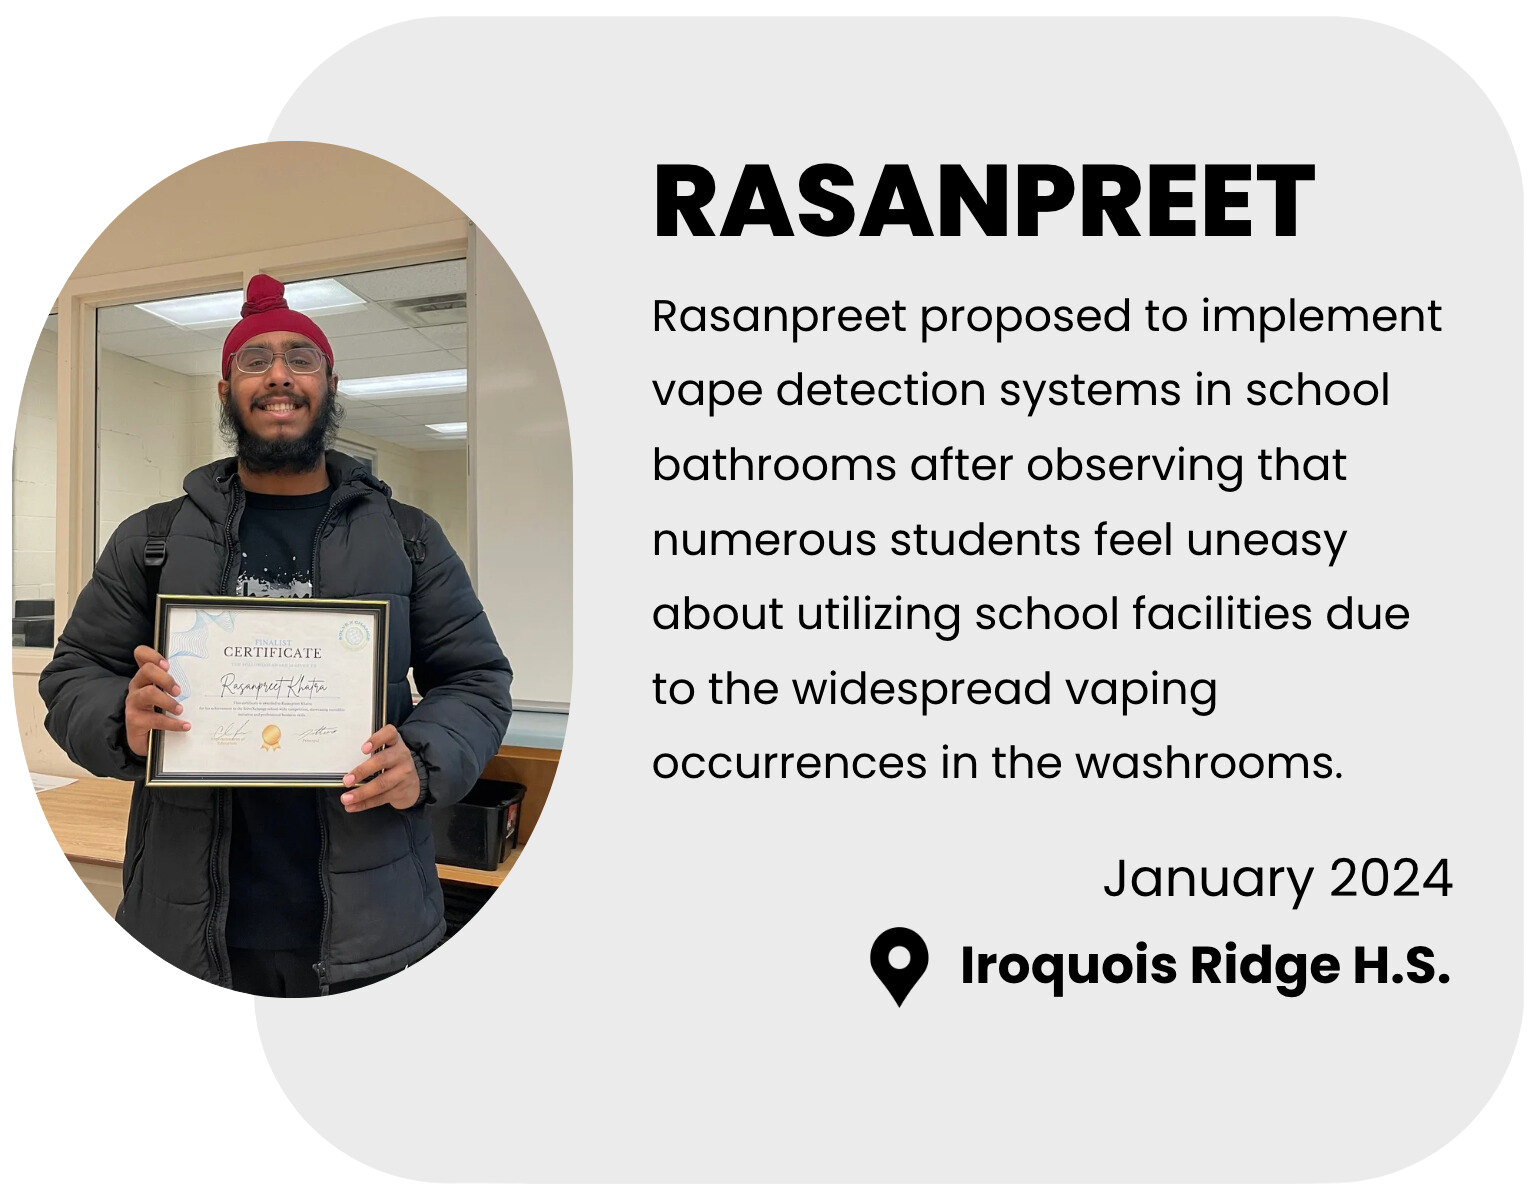 RASANPREET
Rasanpreet proposed to implement
vape detection systems in school
bathrooms after observing that
numerous students feel uneasy
about utilizing school facilities due
to the widespread vaping
occurrences in the washrooms.
January 2024
Iroquois Ridge H.S.
FINALIST
CERTIFICATE
Rasanpreet Khatra